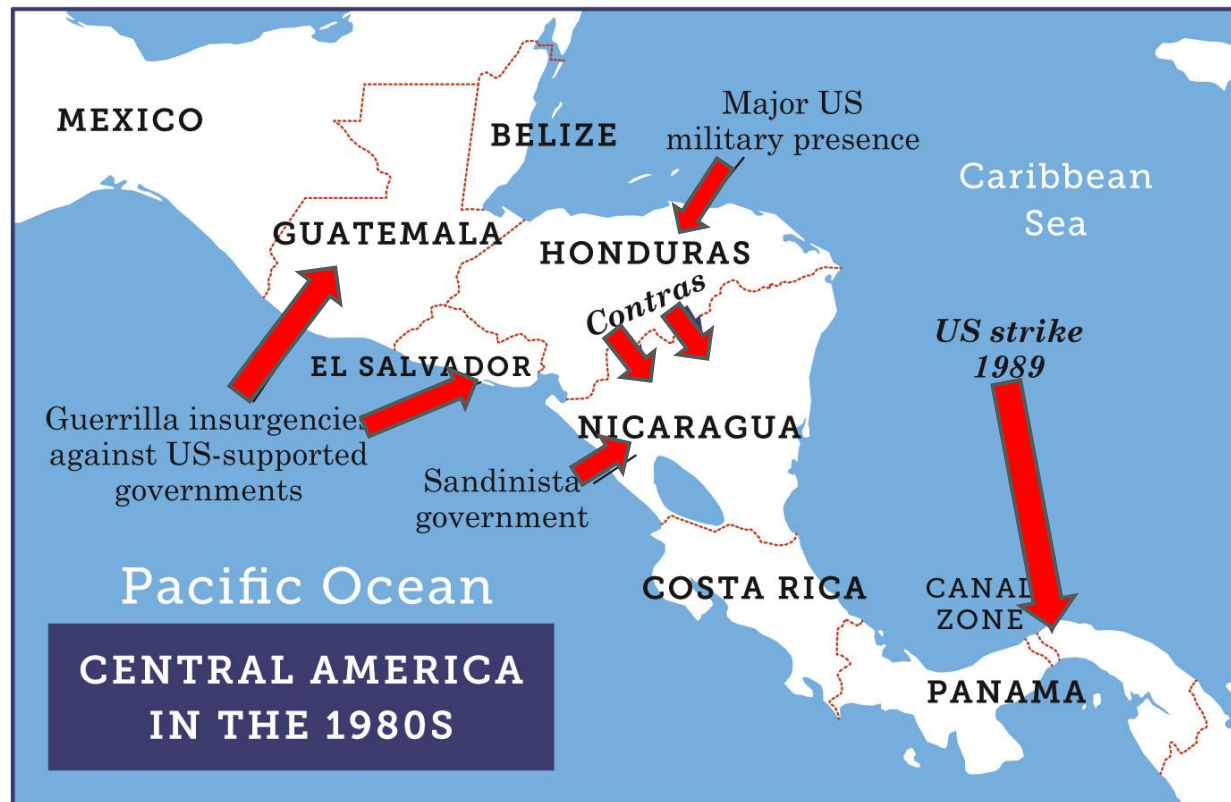 MEXICO
BELIZE
Major US
military presence
Caribbean
Sea
GUATEMALA
HONDURAS
Contras
US strike
1989
EL SALVADOR
Guerrilla insurgencies
against US-supported
governments
NICARAGUA
Sandinista
government
COSTA RICA
CANAL
ZONE
PANAMA
Pacific Ocean
CENTRAL AMERICA
IN THE 1980S